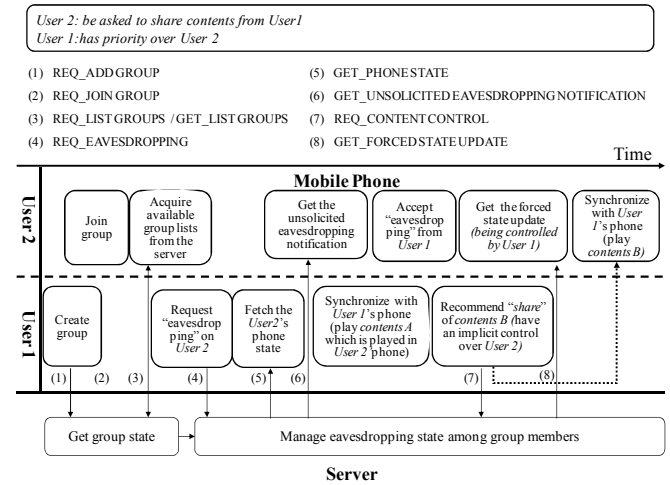 User 2: be asked to share contents from User1
User 1:has priority over User 2
(1) REQ_ADD GROUP
(2) REQ_JOIN GROUP
(3) REQ_LIST GROUPS / GET_LIST GROUPS
(4) REQ_EAVESDROPPING
(5) GET_PHONE STATE
(6) GET_UNSOLICITED EAVESDROPPING NOTIFICATION
(7) REQ_CONTENT CONTROL
(8) GET_FORCED STATE UPDATE
Time
Mobile Phone
User 2
Join
group
Acquire
available
group lists
from the
server
Get the
unsolicited
eavesdropping
notification
Accept
"eavesdrop
ping" from
User 1
Get the forced
state update
(being controlled
by User 1)
Synchronize
with User
1's phone
(play
contents B)
User 1
Create
group
Request
"eavesdrop
ping" on
User 2
Fetch the
User2's
phone
state
Synchronize with
User 1's phone
(play contents A
which is played in
User 2 phone)
Recommend "share"
of contents B (have
an implicit control
over User 2)
(1) (2) (3) (4) (5) (6) (7) (8)
Get group state
Manage eavesdropping state among group members
Server